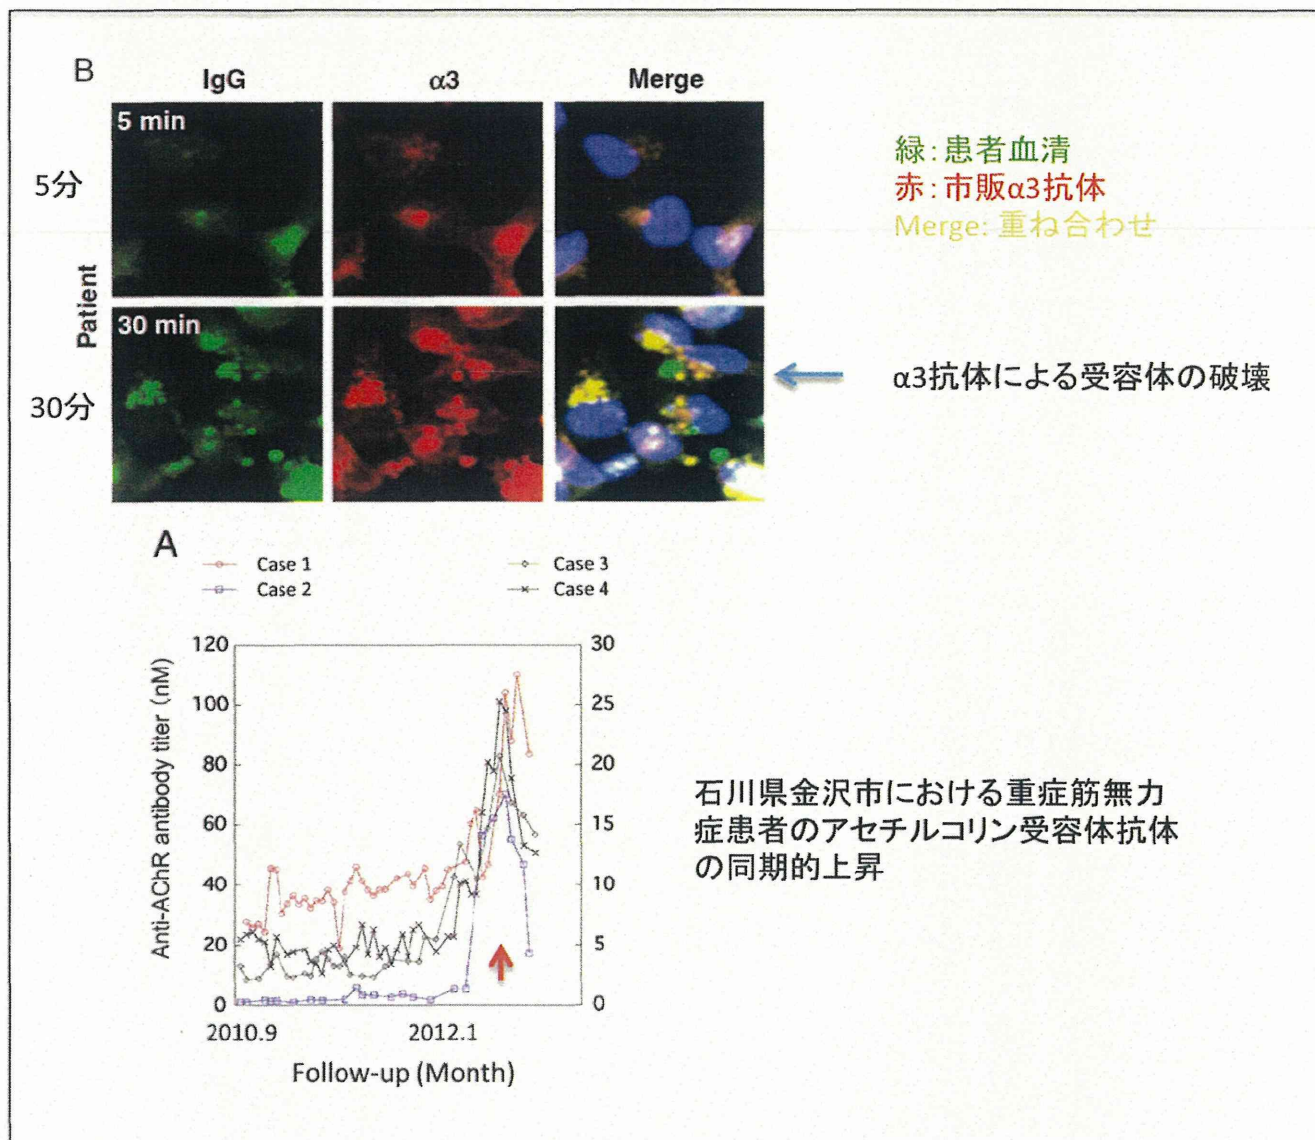 B
IgG α3 Merge
5 min
5分
緑：患者血清
赤：市販α3抗体
Merge: 重ね合わせ
Patient
30 min
30分
α3抗体による受容体の破壊
A
Case 1
Case 3
Case 2
Case 4
Anti-AChR antibody titer (nM)
120
100
80
60
40
20
0
30
25
20
15
10
5
0
2010.9 2012.1
Follow-up (Month)
石川県金沢市における重症筋無力
症患者のアセチルコリン受容体抗体
の同期的上昇